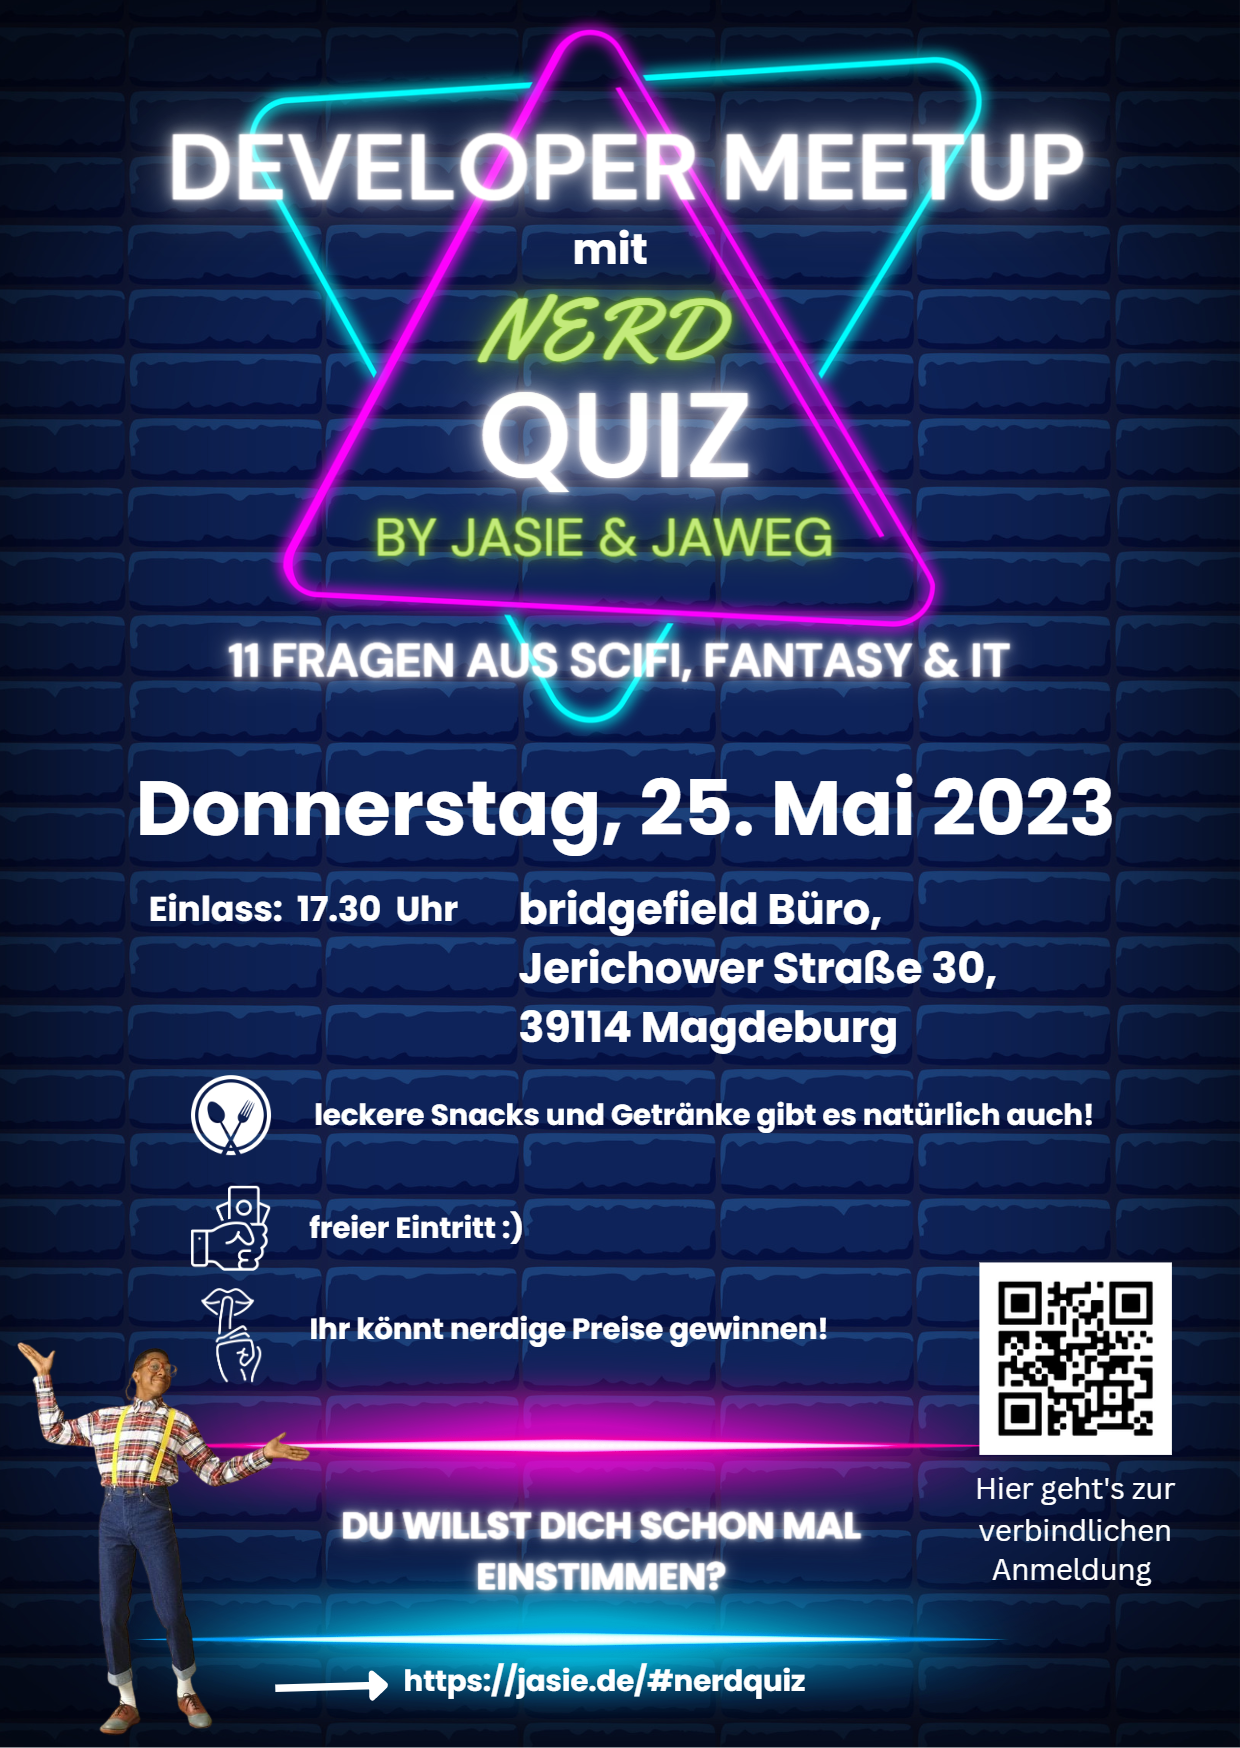 DEVELOPER MEETUP
mit
NERD
QUIZ
BY JASIE & JAWEG
11 FRAGEN AUS SCIFI, FANTASY & IT
Donnerstag, 25. Mai 2023
Einlass: 17.30 Uhr
bridgefield Büro,
Jerichower Straße 30,
39114 Magdeburg
leckere Snacks und Getränke gibt es natürlich auch!
freier Eintritt :)
Ihr könnt nerdige Preise gewinnen!
Hier geht's zur
verbindlichen
Anmeldung
DU WILLST DICH SCHON MAL
EINSTIMMEN?
https://jasie.de/#nerdquiz